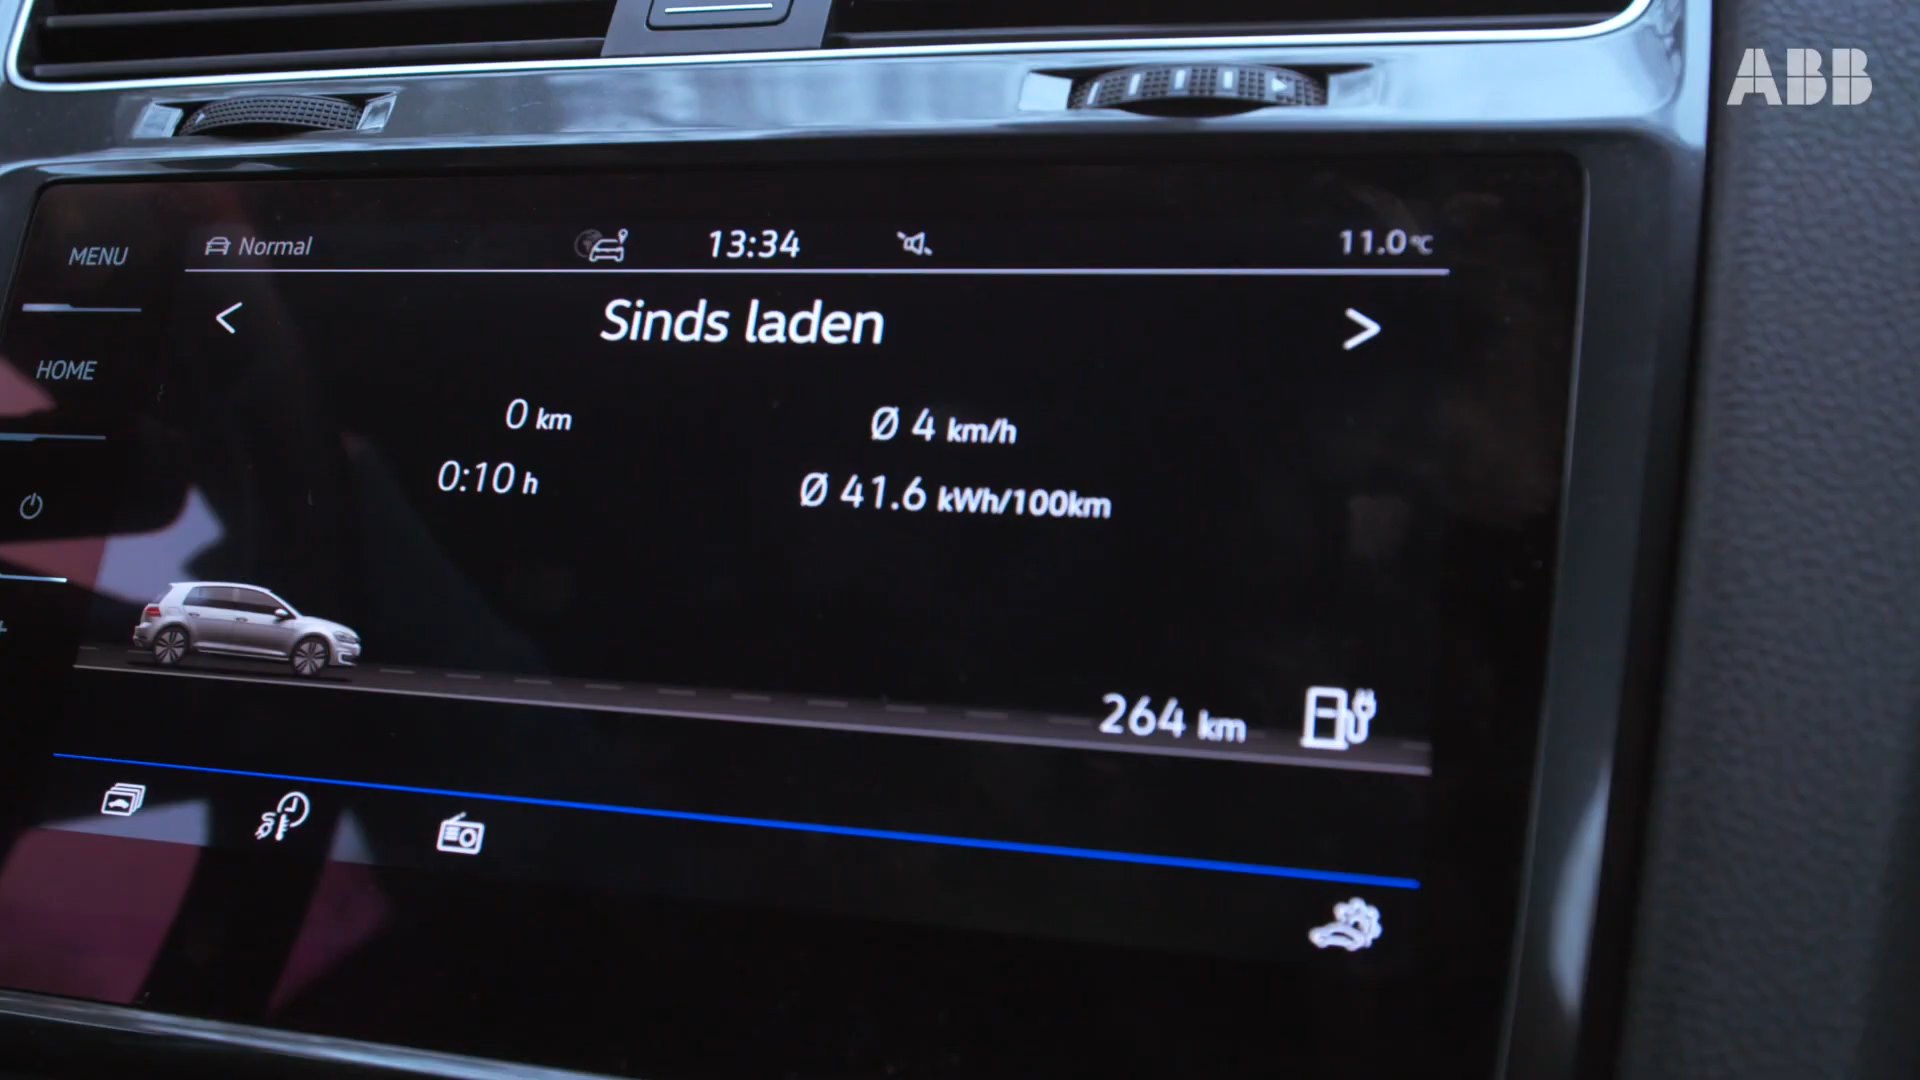 ABB
MENU
Normal
13:34
11.0°C
< Sinds laden >
HOME
0 km
Ø 4 km/h
0:10 h
Ø 41.6 kWh/100km
264 km